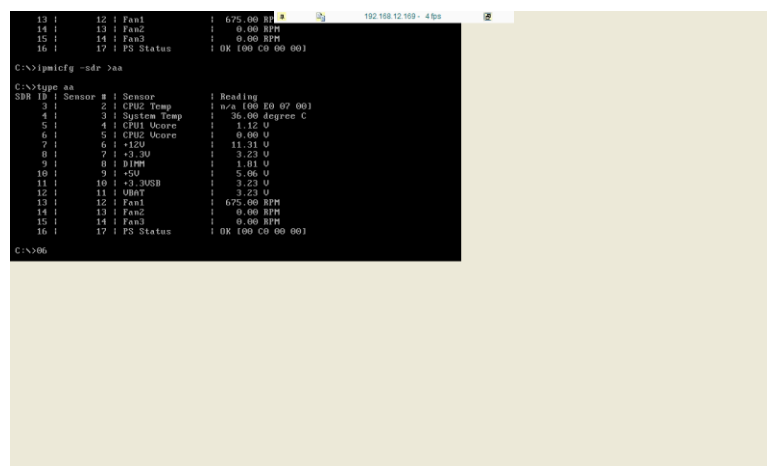 192.168.12.169 - 4 fps
13 | 12 | Fan1 | 675.00 RP
14 | 13 | Fan2 | 0.00 RPM
15 | 14 | Fan3 | 0.00 RPM
16 | 17 | PS Status | OK [00 C0 00 00]
C:\>ipmicfg -sdr >aa
C:\>type aa
SDR ID | Sensor # | Sensor | Reading
3 | 2 | CPU2 Temp | n/a [00 E0 07 00]
4 | 3 | System Temp | 36.00 degree C
5 | 4 | CPU1 Vcore | 1.12 V
6 | 5 | CPU2 Vcore | 0.00 V
7 | 6 | +12V | 11.31 V
8 | 7 | +3.3V | 3.23 V
9 | 8 | DIMM | 1.81 V
10 | 9 | +5V | 5.06 V
11 | 10 | +3.3VSB | 3.23 V
12 | 11 | VBAT | 3.23 V
13 | 12 | Fan1 | 675.00 RPM
14 | 13 | Fan2 | 0.00 RPM
15 | 14 | Fan3 | 0.00 RPM
16 | 17 | PS Status | OK [00 C0 00 00]
C:\>06